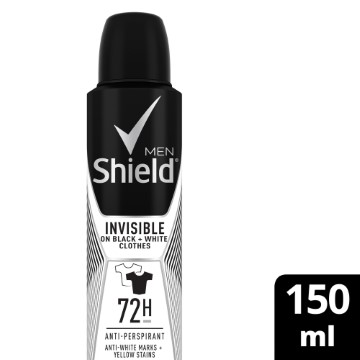 MEN
Shield
INVISIBLE
ON BLACK + WHITE
CLOTHES
72H
ANTI-PERSPIRANT
ANTI-WHITE MARKS +
YELLOW STAINS
150
ml